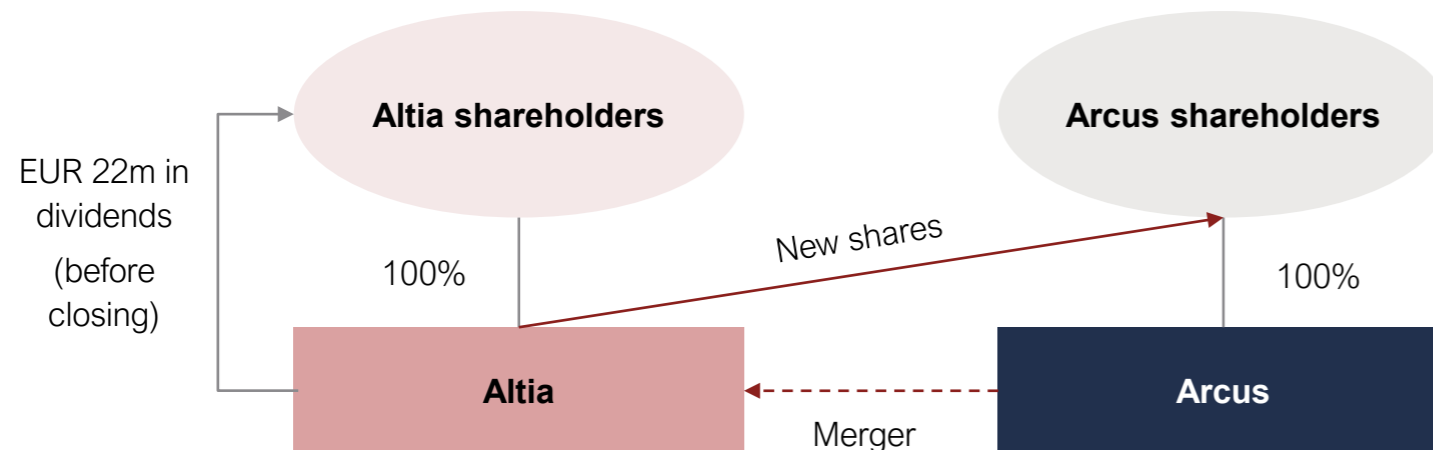 Altia shareholders
Arcus shareholders
EUR 22m in
dividends
(before
closing)
100%
New shares
100%
Altia
Merger
Arcus